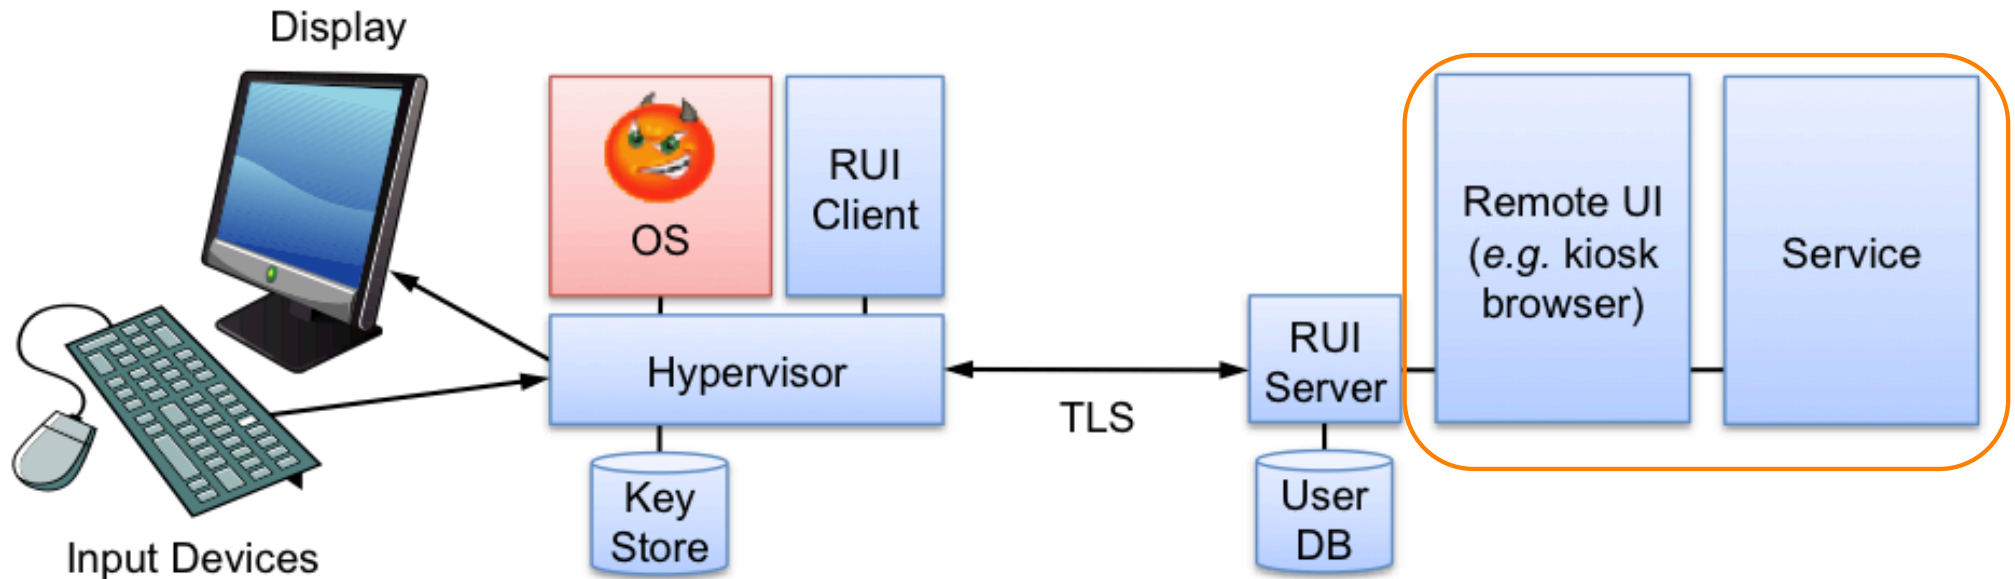 Display
OS
RUI
Client
Hypervisor
Key
Store
Input Devices
TLS
RUI
Server
User
DB
Remote UI
(e.g. kiosk
browser)
Service